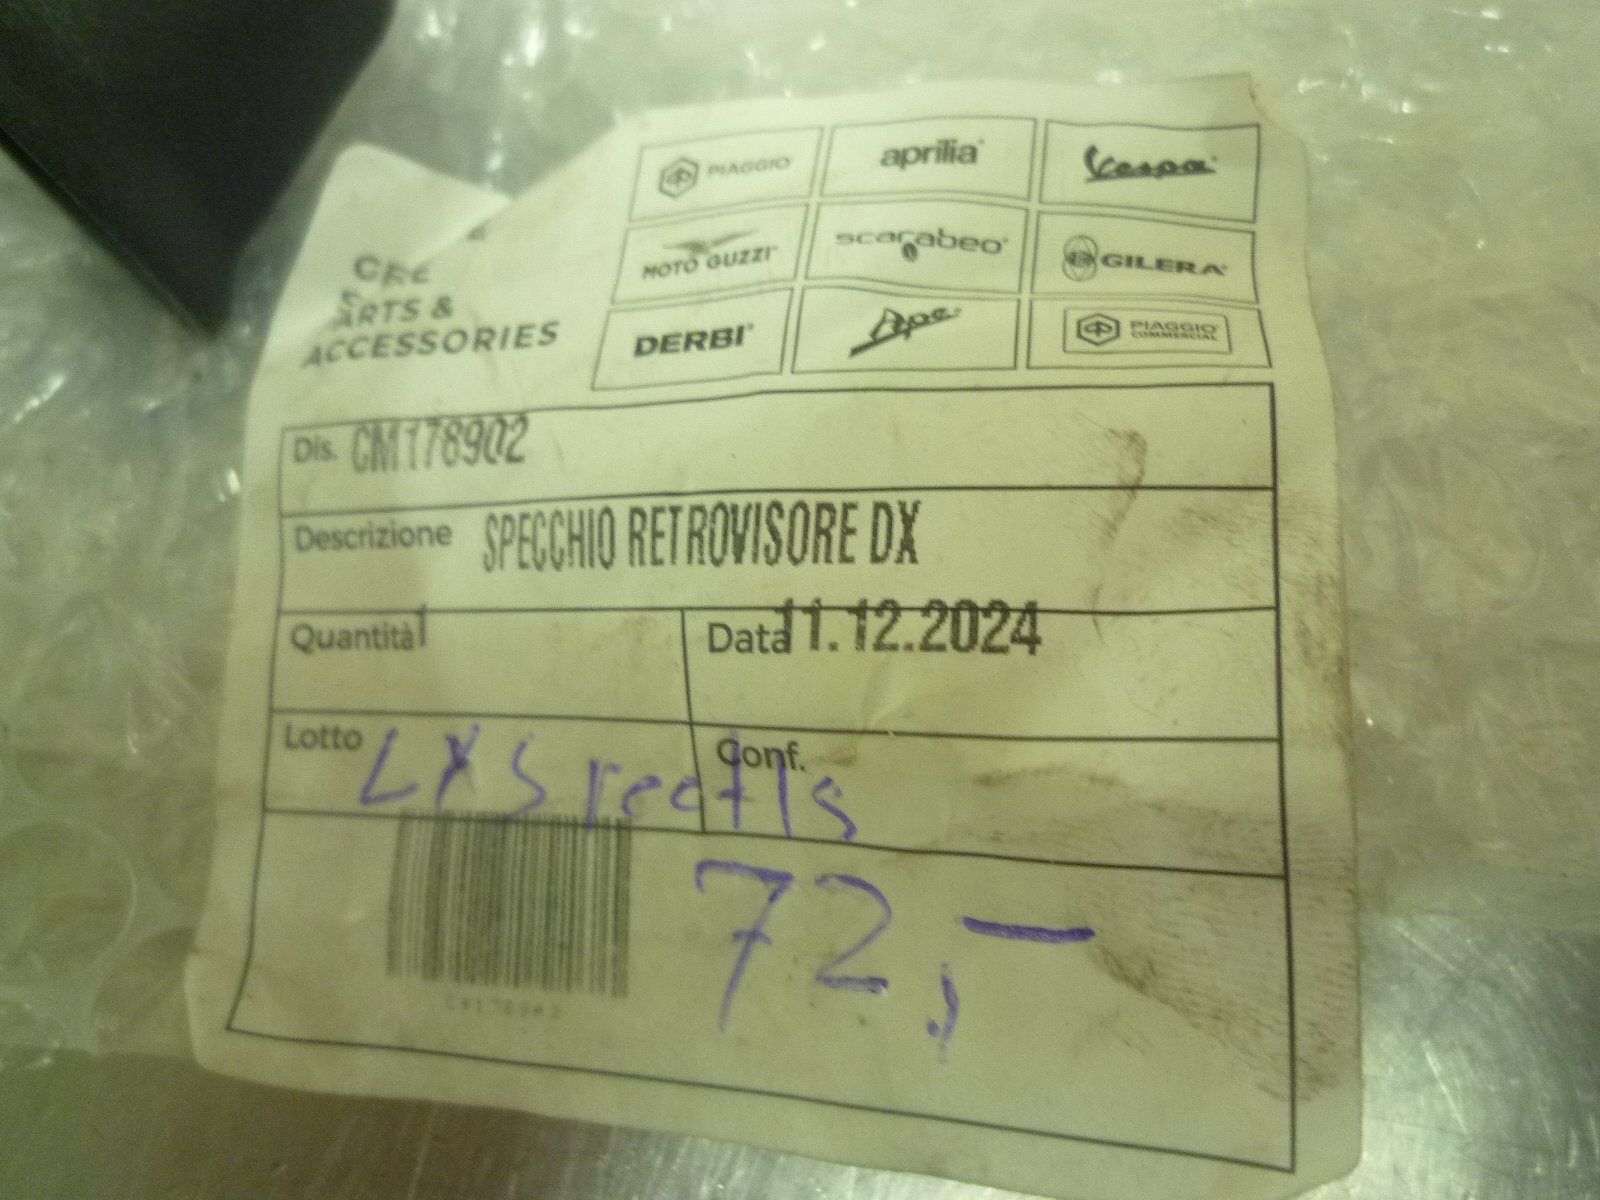 PIAGGIO aprilia Vespa
MOTO GUZZI scarabeo GILERA
DERBI Ape PIAGGIO COMMERCIAL
ACCESSORIES
Dis. CM178902
Descrizione SPECCHIO RETROVISORE DX
Quantità 1 Data 11.12.2024
Lotto LXS rechts Conf.
72,-